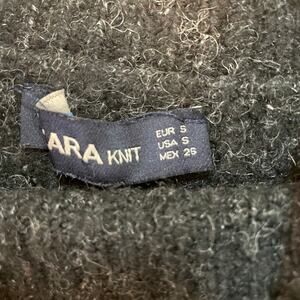 ARA KNIT
EUR S
USA S
MEX 26